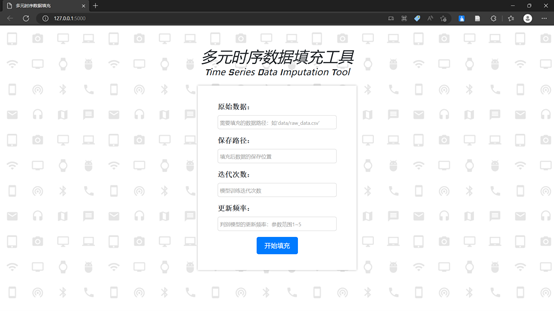 多元时序数据填充
127.0.0.1:5000
多元时序数据填充工具
Time Series Data Imputation Tool
原始数据：
需要填充的数据路径：如'data/raw_data.csv'
保存路径：
填充后数据的保存位置
迭代次数：
模型训练迭代次数
更新频率：
判别模型的更新频率：参数范围1~5
开始填充